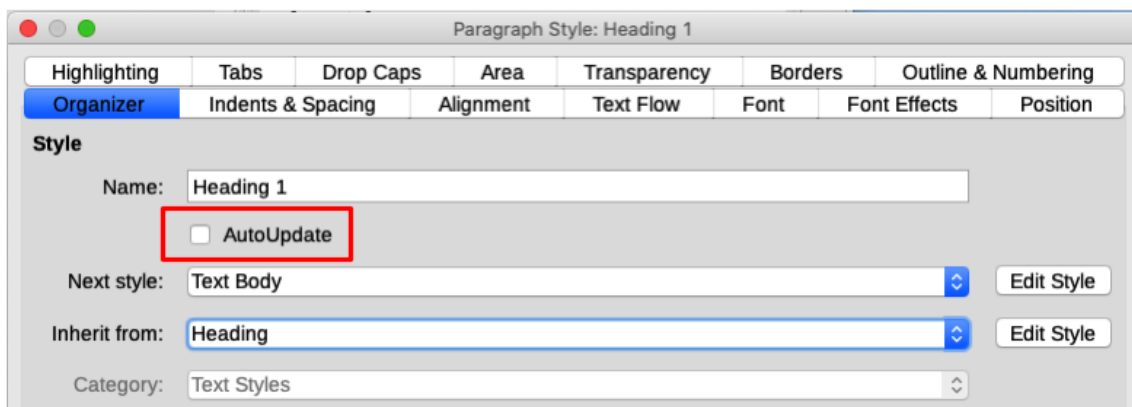 Paragraph Style: Heading 1
Highlighting Tabs Drop Caps Area Transparency Borders Outline & Numbering
Organizer Indents & Spacing Alignment Text Flow Font Font Effects Position
Style
Name: Heading 1
AutoUpdate
Next style: Text Body Edit Style
Inherit from: Heading Edit Style
Category: Text Styles